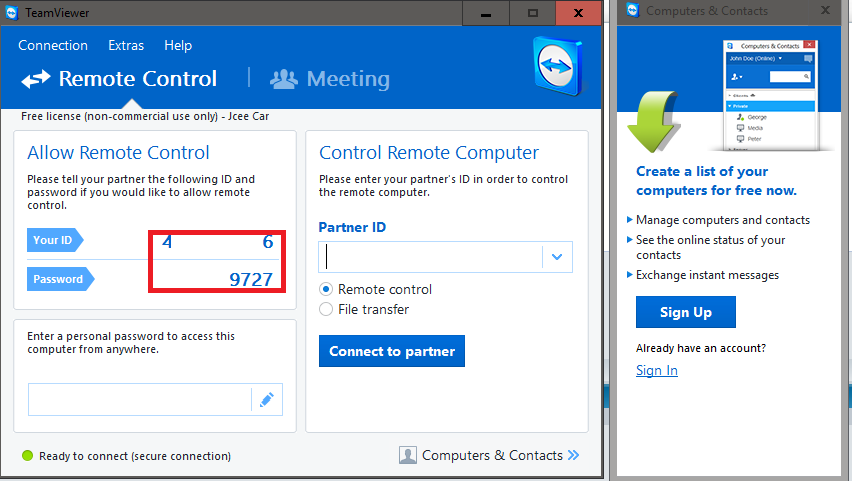 TeamViewer
Connection Extras Help
Remote Control Meeting
Free license (non-commercial use only) - Jcee Car
Allow Remote Control
Please tell your partner the following ID and
password if you would like to allow remote
control.
Your ID 4 6
Password 9727
Enter a personal password to access this
computer from anywhere.
Ready to connect (secure connection)
Control Remote Computer
Please enter your partner's ID in order to control
the remote computer.
Partner ID
Remote control
File transfer
Connect to partner
Computers & Contacts
Computers & Contacts
Computers & Contacts
John Doe (Online)
Private
George
Media
Peter
Create a list of your
computers for free now.
Manage computers and contacts
See the online status of your
contacts
Exchange instant messages
Sign Up
Already have an account?
Sign In